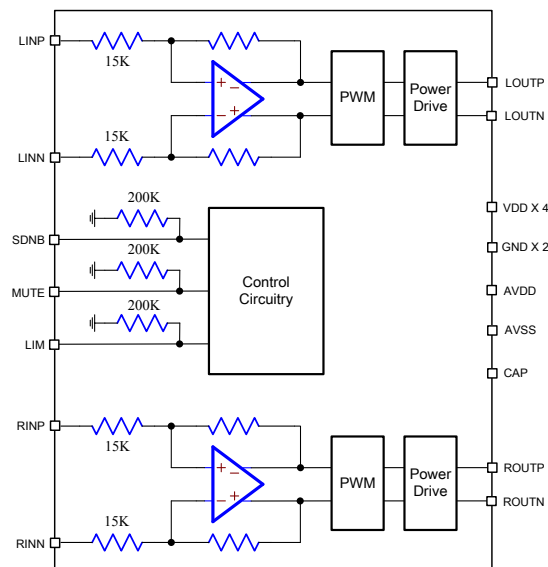 LINP
15K
LINN
15K
+ −
− +
PWM
Power
Drive
LOUTP
LOUTN
200K
SDNB
200K
MUTE
200K
LIM
Control
Circuitry
VDD X 4
GND X 2
AVDD
AVSS
CAP
RINP
15K
RINN
15K
+ −
− +
PWM
Power
Drive
ROUTP
ROUTN